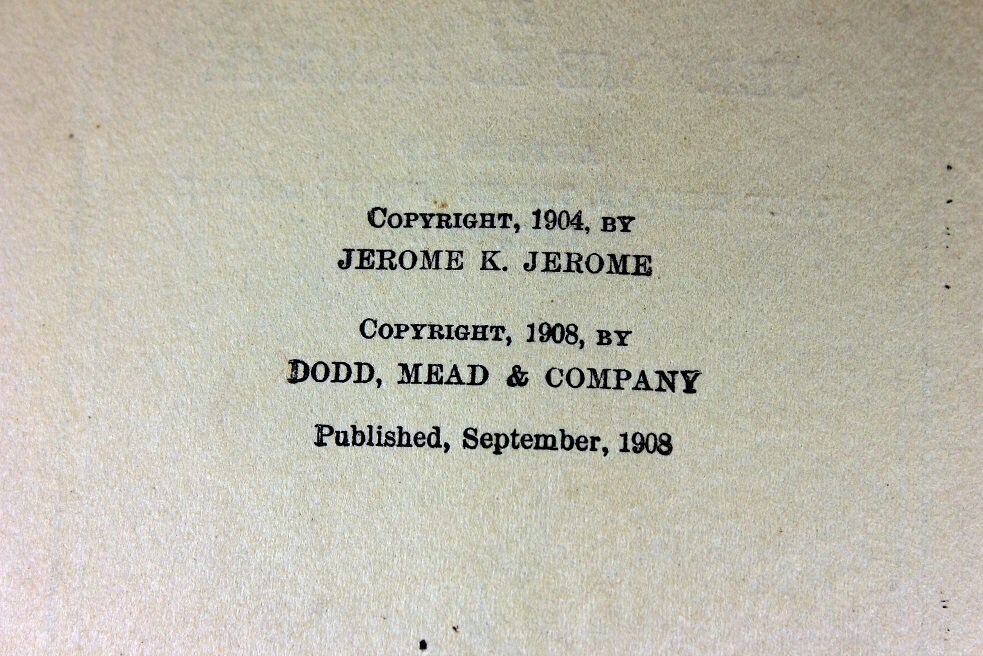 COPYRIGHT, 1904, BY
JEROME K. JEROME
COPYRIGHT, 1908, BY
DODD, MEAD & COMPANY
Published, September, 1908